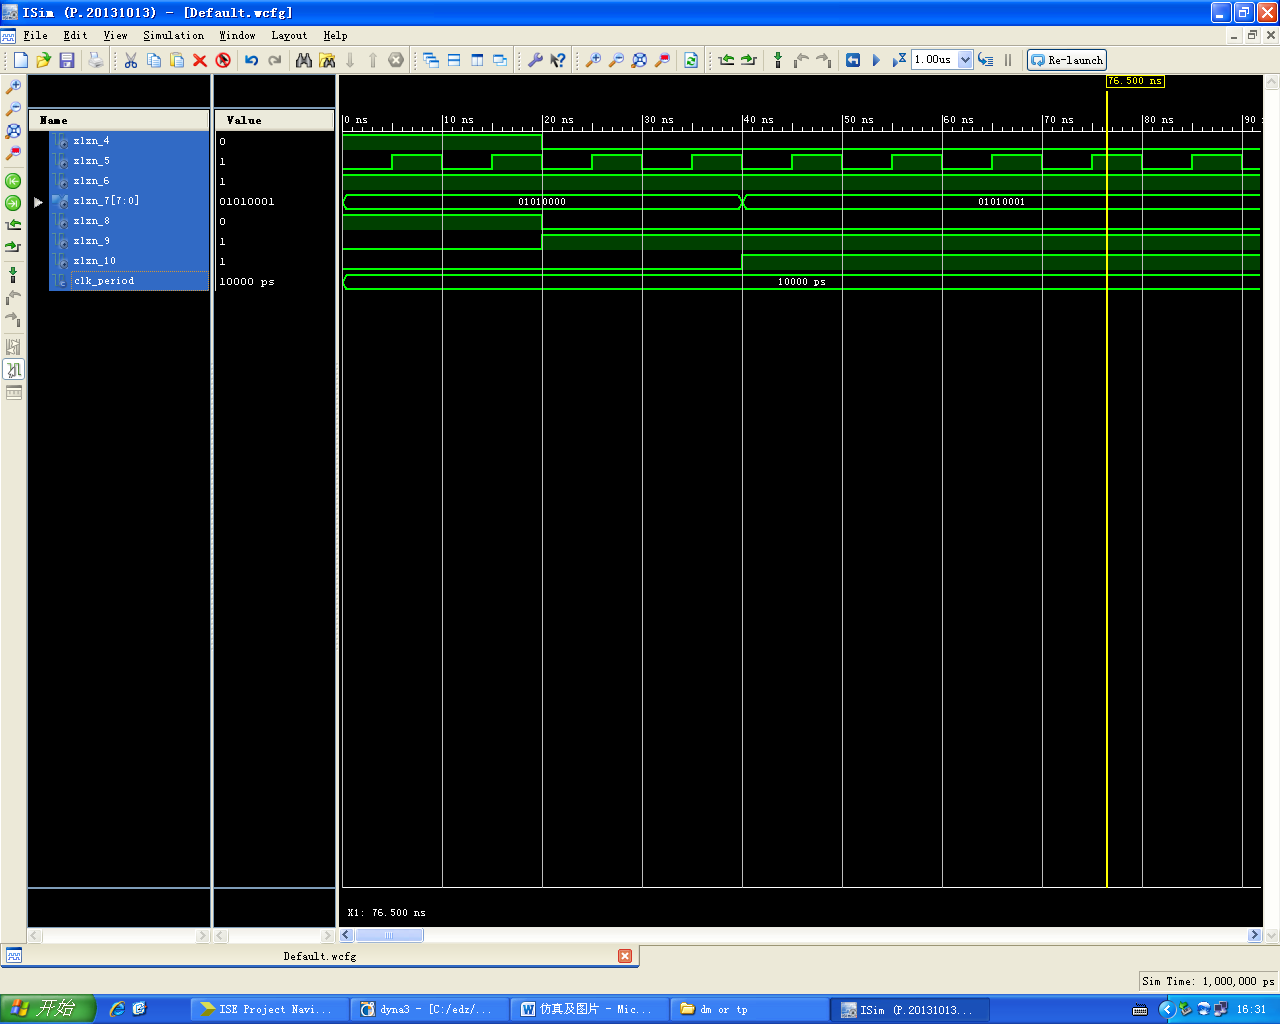 ISim (P.20131013) - [Default.wcfg]
File Edit View Simulation Window Layout Help
1.00us Re-launch
76.500 ns
Name Value
0 ns 10 ns 20 ns 30 ns 40 ns 50 ns 60 ns 70 ns 80 ns 90
xlxn_4 0
xlxn_5 1
xlxn_6 1
xlxn_7[7:0] 01010001 01010000 01010001
xlxn_8 0
xlxn_9 1
xlxn_10 1
clk_period 10000 ps 10000 ps
X1: 76.500 ns
Default.wcfg
Sim Time: 1,000,000 ps
开始 ISE Project Navi... dyna3 - [C:/edz/... 仿真及图片 - Mic... dm or tp ISim (P.20131013... 16:31